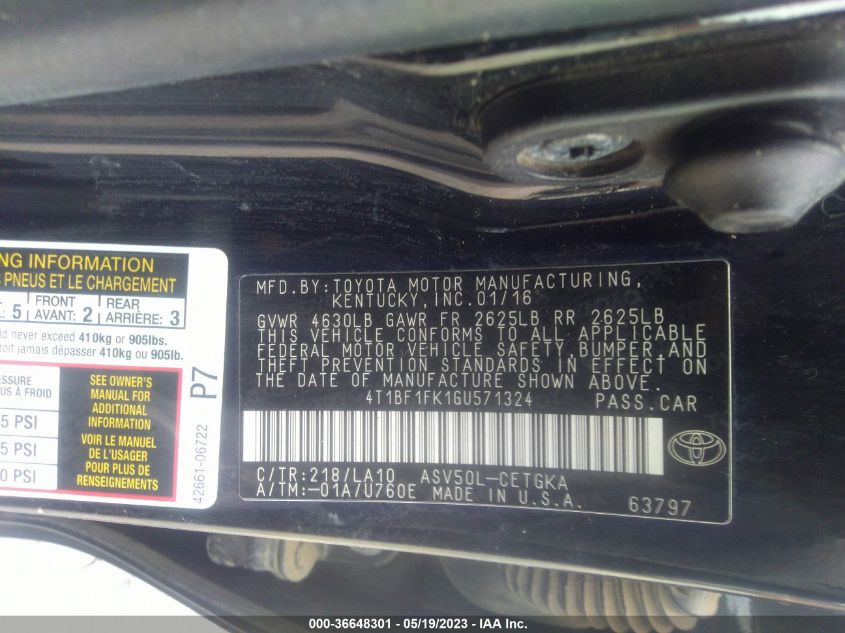 NG INFORMATION
PNEUS ET LE CHARGEMENT
5 FRONT AVANT: 2 REAR ARRIÈRE: 3
d never exceed 410kg or 905lbs.
oit jamais dépasser 410kg ou 905lb.
ESSURE
S À FROID
5 PSI
5 PSI
0 PSI
SEE OWNER'S
MANUAL FOR
ADDITIONAL
INFORMATION
VOIR LE MANUEL
DE L'USAGER
POUR PLUS DE
RENSEIGNEMENTS
P7
42661-06722
MFD.BY:TOYOTA MOTOR MANUFACTURING,
KENTUCKY,INC.01/16
GVWR 4630LB GAWR FR 2625LB RR 2625LB
THIS VEHICLE CONFORMS TO ALL APPLICABLE
FEDERAL MOTOR VEHICLE SAFETY,BUMPER,AND
THEFT PREVENTION STANDARDS IN EFFECT ON
THE DATE OF MANUFACTURE SHOWN ABOVE.
4T1BF1FK1GU571324 PASS.CAR
C/TR:218/LA10 ASV50L-CETGKA
A/TM:-01A/U760E MADE IN U.S.A. 63797
000-36648301 - 05/19/2023 - IAA Inc.